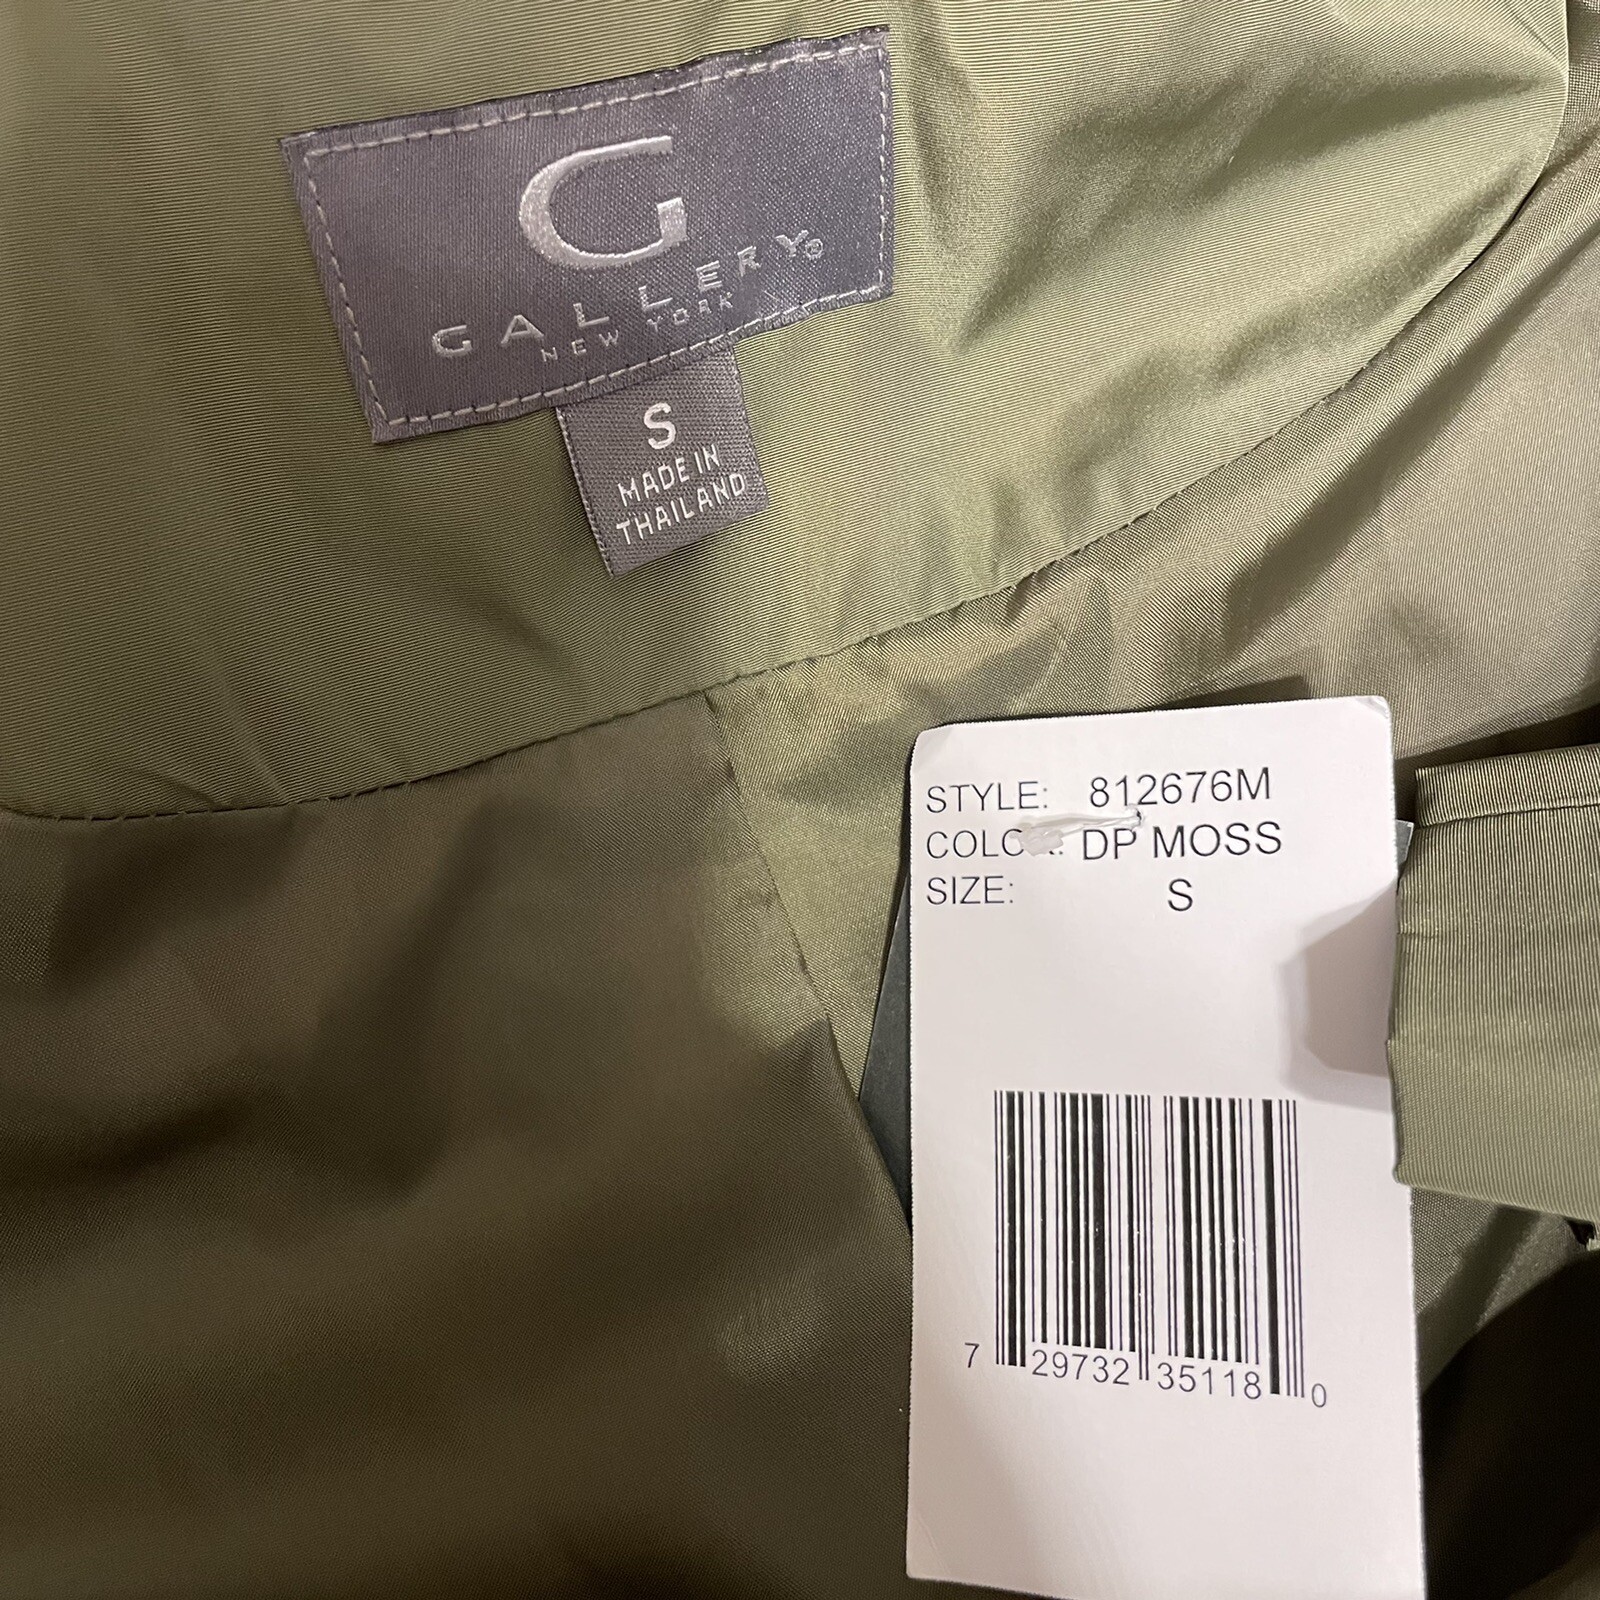 G
GALLERY®
NEW YORK
S
MADE IN
THAILAND
STYLE: 812676M
DP MOSS
SIZE: S
7 29732 35118 0